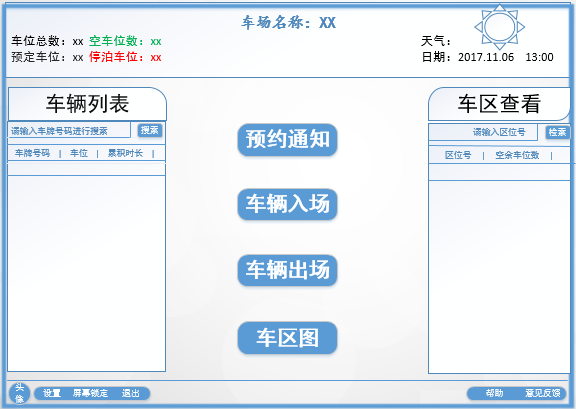 车场名称：XX
车位总数：xx 空车位数：xx
预定车位：xx 停泊车位：xx
天气：
日期：2017.11.06 13:00
车辆列表
请输入车牌号码进行搜索 搜索
车牌号码 | 车位 | 累积时长 |
预约通知
车辆入场
车辆出场
车区图
车区查看
请输入区位号 检索
区位号 | 空余车位数 |
头像
设置 屏幕锁定 退出
帮助 意见反馈